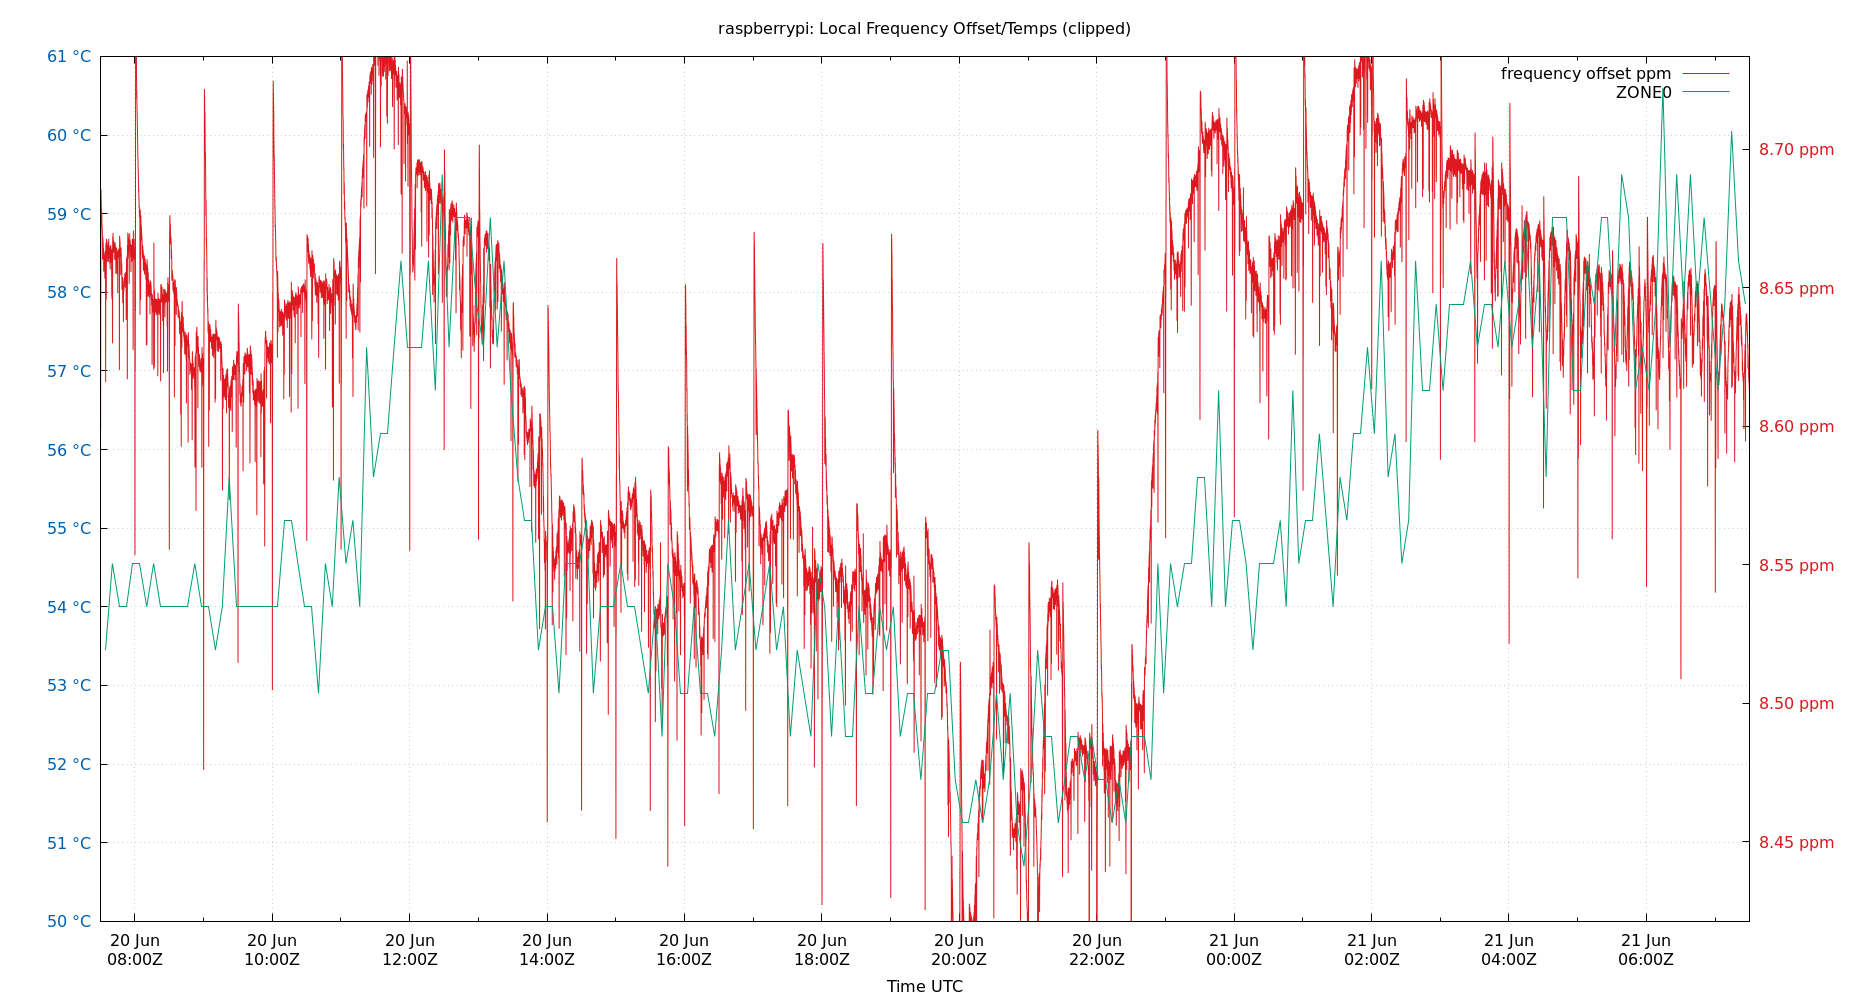 raspberrypi: Local Frequency Offset/Temps (clipped)
61 °C
60 °C
59 °C
58 °C
57 °C
56 °C
55 °C
54 °C
53 °C
52 °C
51 °C
50 °C
frequency offset ppm
ZONE0
8.70 ppm
8.65 ppm
8.60 ppm
8.55 ppm
8.50 ppm
8.45 ppm
20 Jun 20 Jun 20 Jun 20 Jun 20 Jun 20 Jun 20 Jun 20 Jun 21 Jun 21 Jun 21 Jun 21 Jun
08:00Z 10:00Z 12:00Z 14:00Z 16:00Z 18:00Z 20:00Z 22:00Z 00:00Z 02:00Z 04:00Z 06:00Z
Time UTC